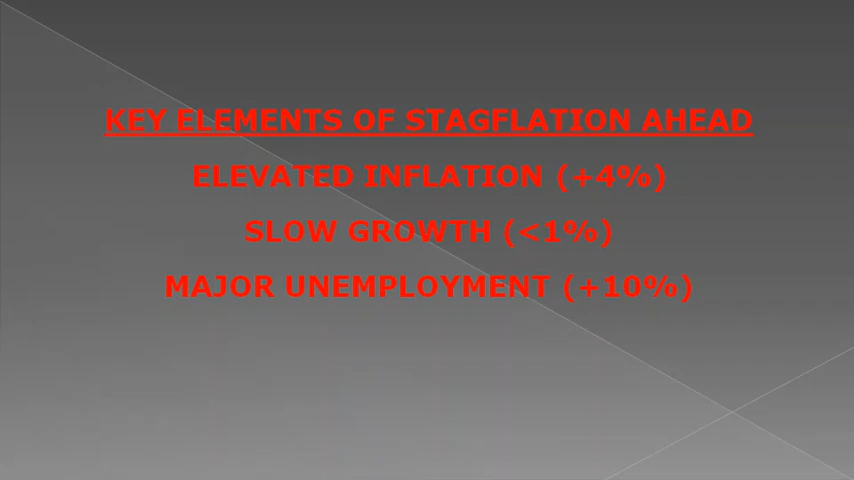 KEY ELEMENTS OF STAGFLATION AHEAD
ELEVATED INFLATION (+4%)
SLOW GROWTH (<1%)
MAJOR UNEMPLOYMENT (+10%)